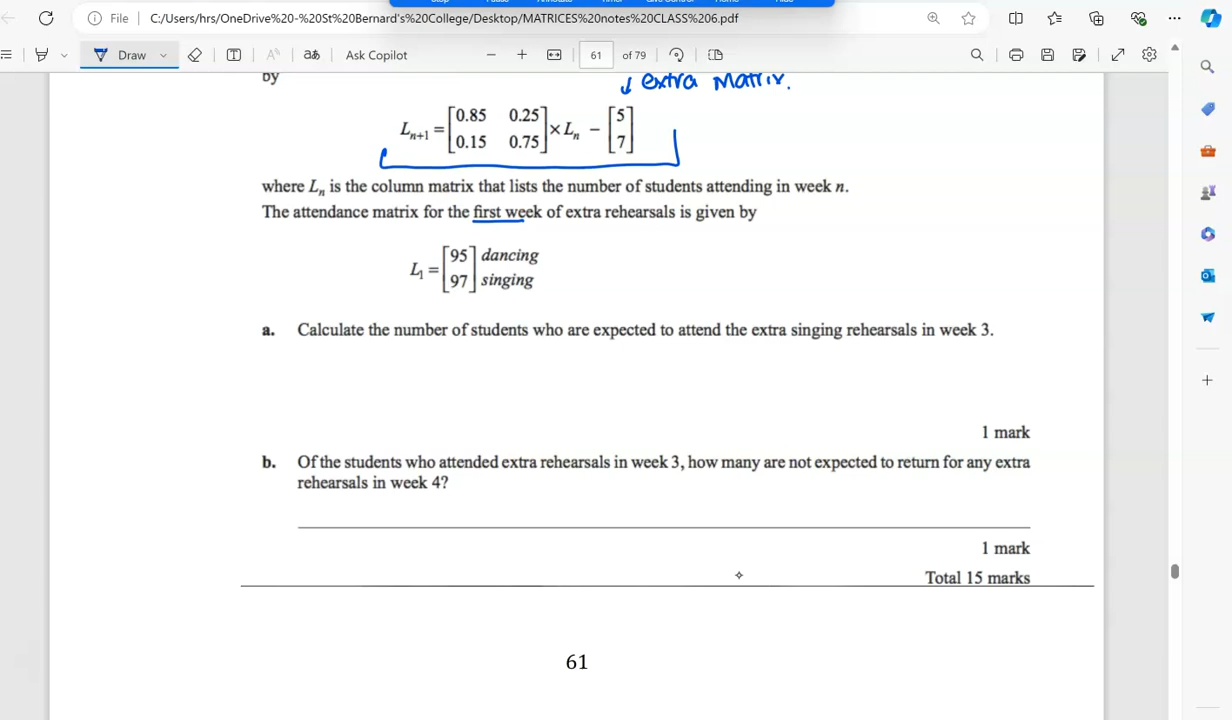 File C:/Users/hrs/OneDrive%20-%20St%20Bernard's%20College/Desktop/MATRICES%20notes%20CLASS%206.pdf
Draw aあ Ask Copilot 61 of 79
by
↓ extra matrix.
L_{n+1} = [0.85 0.25; 0.15 0.75] × L_n − [5; 7]
where L_n is the column matrix that lists the number of students attending in week n.
The attendance matrix for the first week of extra rehearsals is given by
L_1 = [95; 97] dancing singing
a. Calculate the number of students who are expected to attend the extra singing rehearsals in week 3.
1 mark
b. Of the students who attended extra rehearsals in week 3, how many are not expected to return for any extra
rehearsals in week 4?
1 mark
Total 15 marks
61